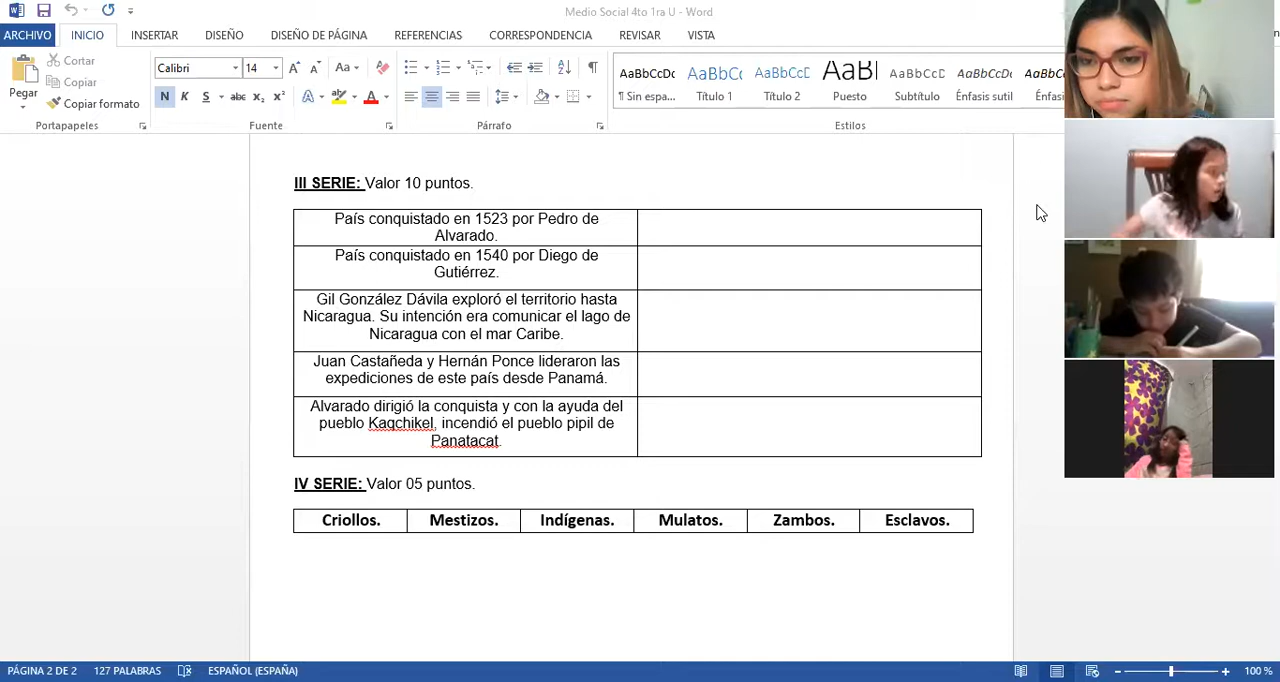 Medio Social 4to 1ra U - Word
ARCHIVO INICIO INSERTAR DISEÑO DISEÑO DE PÁGINA REFERENCIAS CORRESPONDENCIA REVISAR VISTA
Pegar
Cortar
Copiar
Copiar formato
Portapapeles
Calibri 14 Aa
N K S abc x₂ x² A A
Fuente
Párrafo
AaBbCcDc AaBbCc AaBbCcD AaBl AaBbCcD AaBbCcDc AaBbCcDc
¶ Sin espa... Título 1 Título 2 Puesto Subtítulo Énfasis sutil Énfasis
Estilos
III SERIE: Valor 10 puntos.
País conquistado en 1523 por Pedro de
Alvarado.
País conquistado en 1540 por Diego de
Gutiérrez.
Gil González Dávila exploró el territorio hasta
Nicaragua. Su intención era comunicar el lago de
Nicaragua con el mar Caribe.
Juan Castañeda y Hernán Ponce lideraron las
expediciones de este país desde Panamá.
Alvarado dirigió la conquista y con la ayuda del
pueblo Kaqchikel, incendió el pueblo pipil de
Panatacat.
IV SERIE: Valor 05 puntos.
Criollos. Mestizos. Indígenas. Mulatos. Zambos. Esclavos.
PÁGINA 2 DE 2 127 PALABRAS ESPAÑOL (ESPAÑA) 100 %